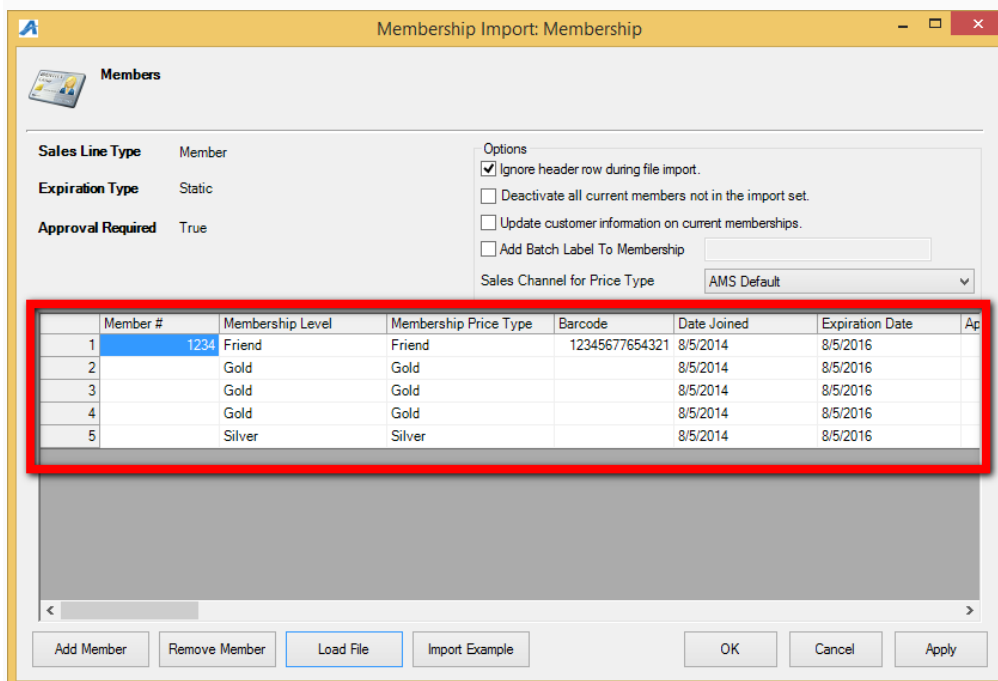 Membership Import: Membership
Members
Sales Line Type Member
Expiration Type Static
Approval Required True
Options
Ignore header row during file import.
Deactivate all current members not in the import set.
Update customer information on current memberships.
Add Batch Label To Membership
Sales Channel for Price Type AMS Default
Member # Membership Level Membership Price Type Barcode Date Joined Expiration Date Ap
1 1234 Friend Friend 12345677654321 8/5/2014 8/5/2016
2 Gold Gold 8/5/2014 8/5/2016
3 Gold Gold 8/5/2014 8/5/2016
4 Gold Gold 8/5/2014 8/5/2016
5 Silver Silver 8/5/2014 8/5/2016
Add Member Remove Member Load File Import Example OK Cancel Apply